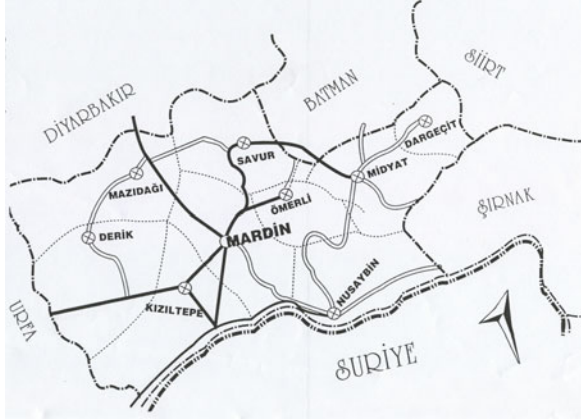 SİİRT
BATMAN
DİYARBAKIR
DARGEÇİT
SAVUR
MİDYAT
MAZIDAĞI
ÖMERLİ
ŞIRNAK
DERİK
MARDİN
KIZILTEPE
NUSAYBİN
URFA
SURİYE